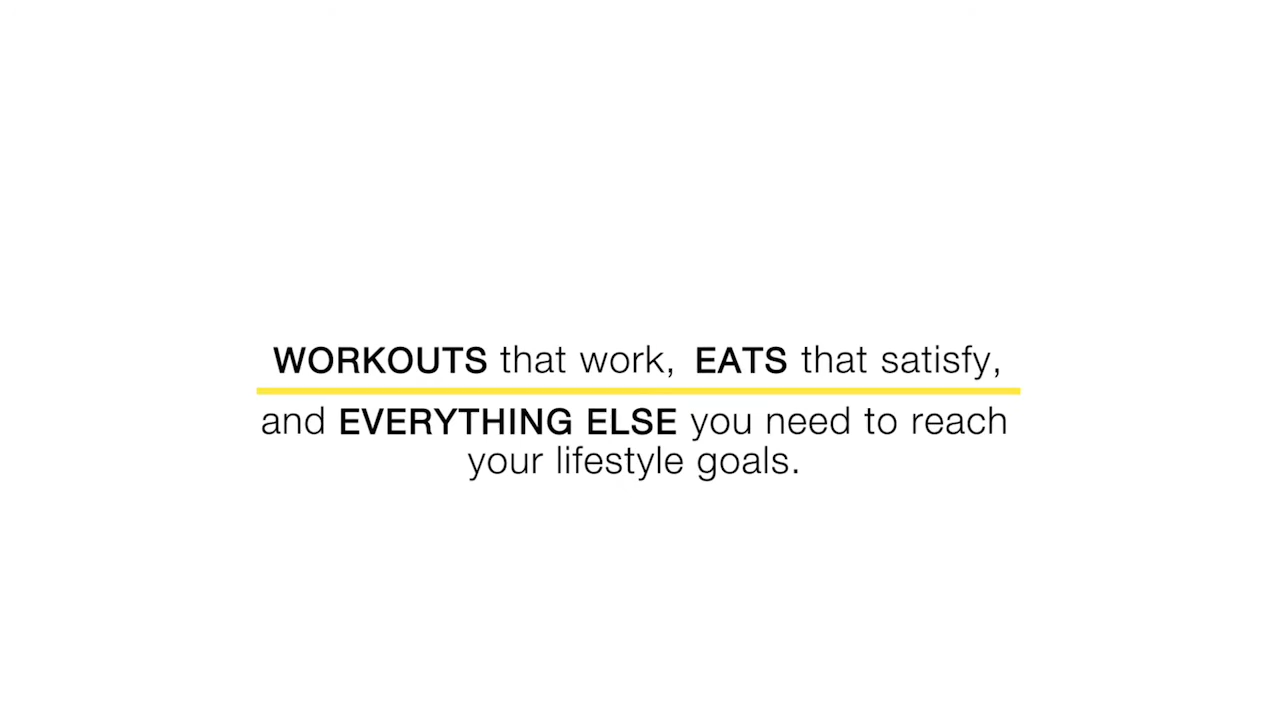 WORKOUTS that work, EATS that satisfy,
and EVERYTHING ELSE you need to reach
your lifestyle goals.